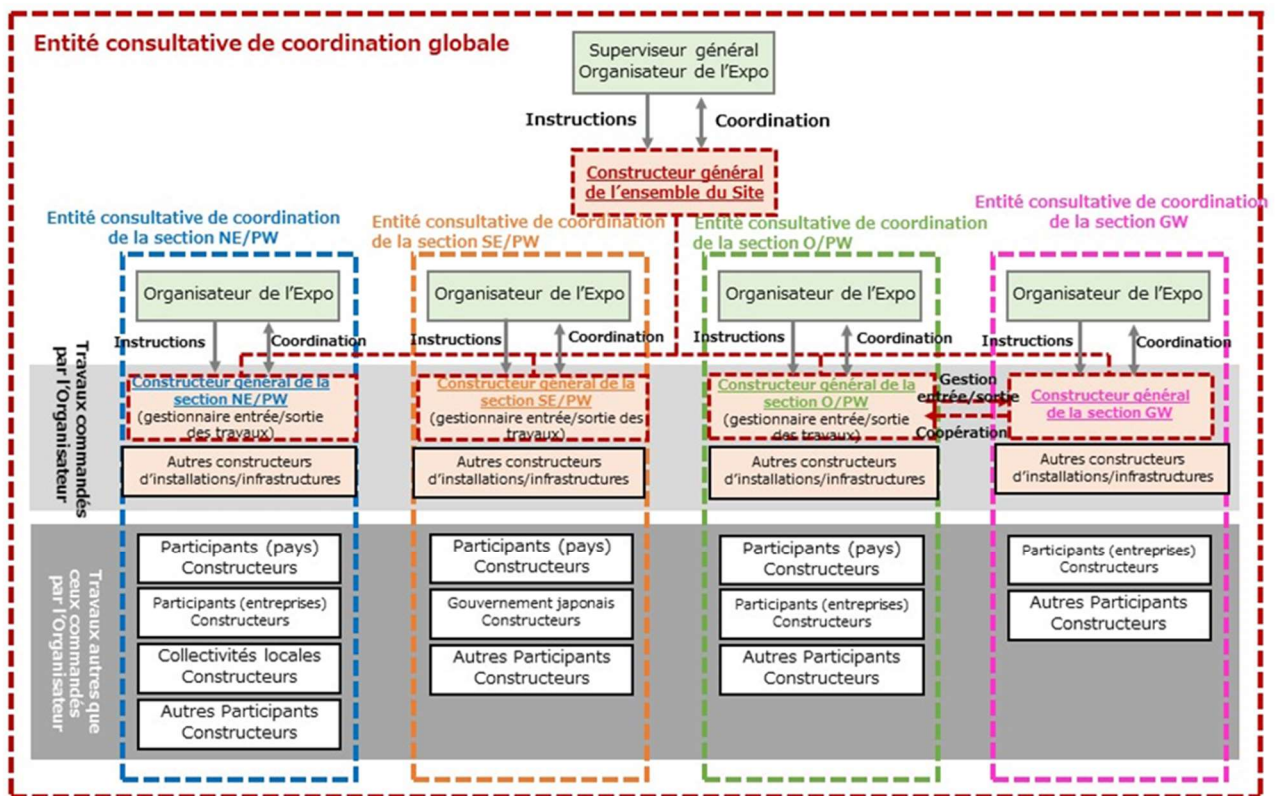 Entité consultative de coordination globale
Superviseur général
Organisateur de l’Expo
Instructions
Coordination
Constructeur général
de l’ensemble du Site
Entité consultative de coordination
de la section NE/PW
Entité consultative de coordination
de la section SE/PW
Entité consultative de coordination
de la section O/PW
Entité consultative de coordination
de la section GW
Organisateur de l’Expo
Organisateur de l’Expo
Organisateur de l’Expo
Organisateur de l’Expo
Instructions
Coordination
Instructions
Coordination
Instructions
Coordination
Instructions
Coordination
Travaux commandés
par l’Organisateur
Constructeur général de la
section NE/PW
(gestionnaire entrée/sortie
des travaux)
Constructeur général de la
section SE/PW
(gestionnaire entrée/sortie des
travaux)
Constructeur général de la
section O/PW
(gestionnaire entrée/sortie
des travaux)
Gestion
entrée/sortie
Coopération
Constructeur général
de la section GW
Autres constructeurs
d’installations/infrastructures
Autres constructeurs
d’installations/infrastructures
Autres constructeurs
d’installations/infrastructures
Autres constructeurs
d’installations/infrastructures
Travaux autres que
ceux commandés
par l’Organisateur
Participants (pays)
Constructeurs
Participants (entreprises)
Constructeurs
Collectivités locales
Constructeurs
Autres Participants
Constructeurs
Participants (pays)
Constructeurs
Gouvernement japonais
Constructeurs
Autres Participants
Constructeurs
Participants (pays)
Constructeurs
Participants (entreprises)
Constructeurs
Autres Participants
Constructeurs
Participants (entreprises)
Constructeurs
Autres Participants
Constructeurs